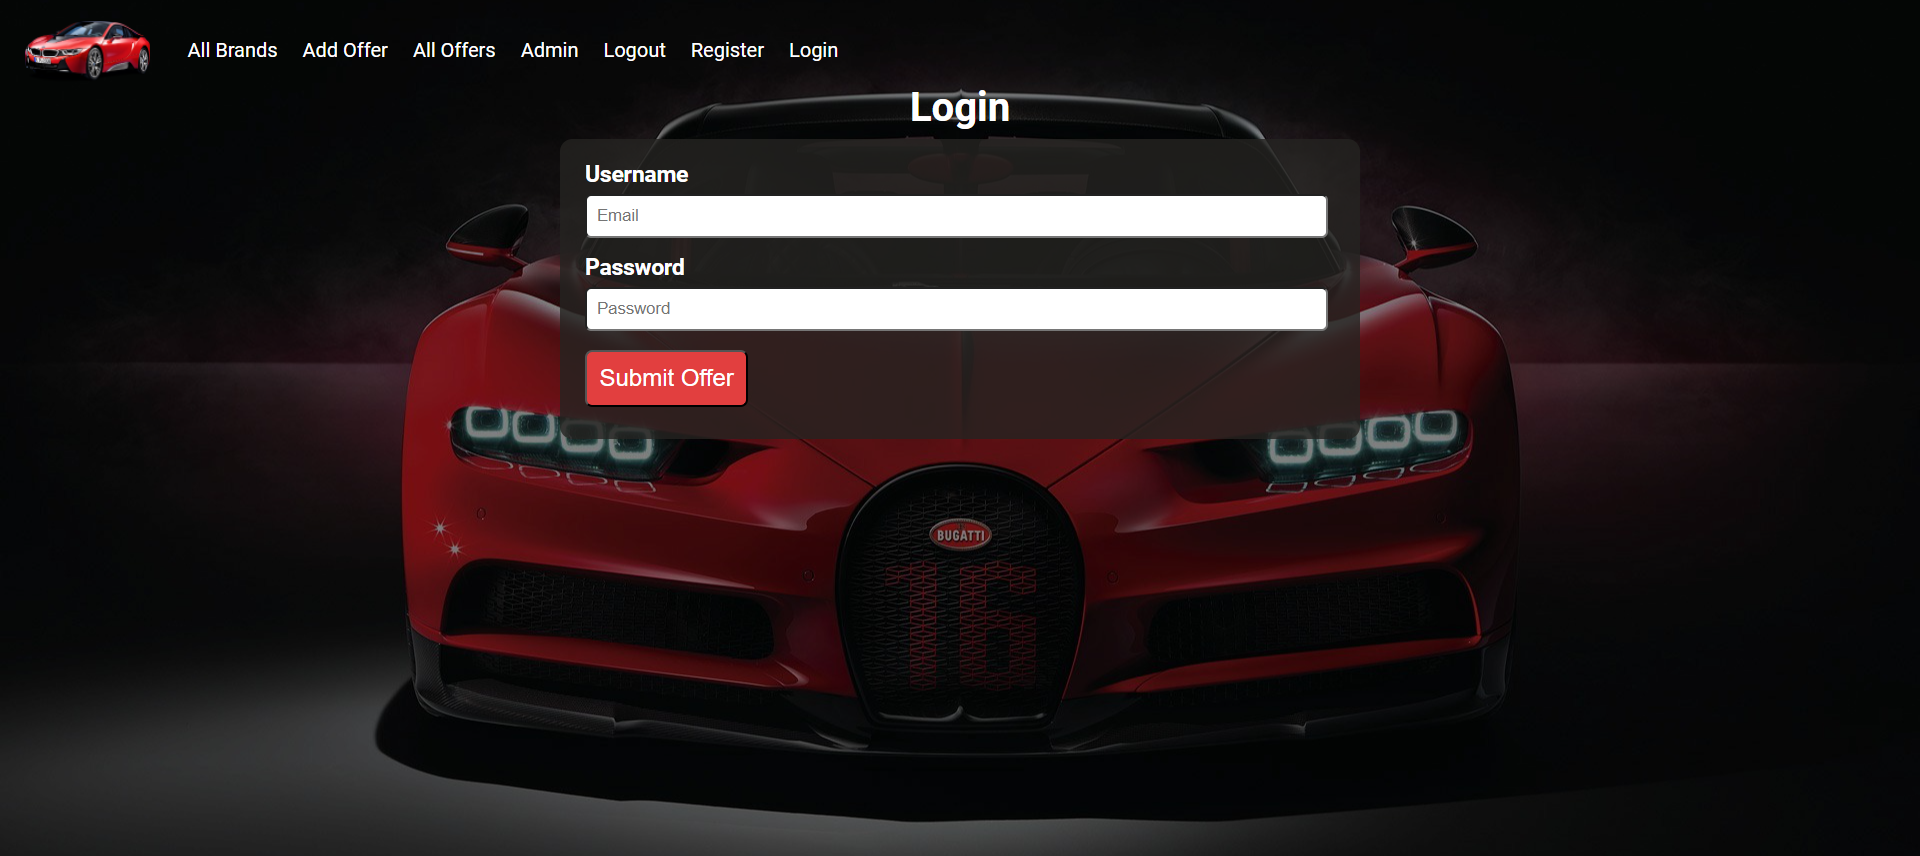 All Brands Add Offer All Offers Admin Logout Register Login
Login
Username
Email
Password
Password
Submit Offer
BUGATTI
16